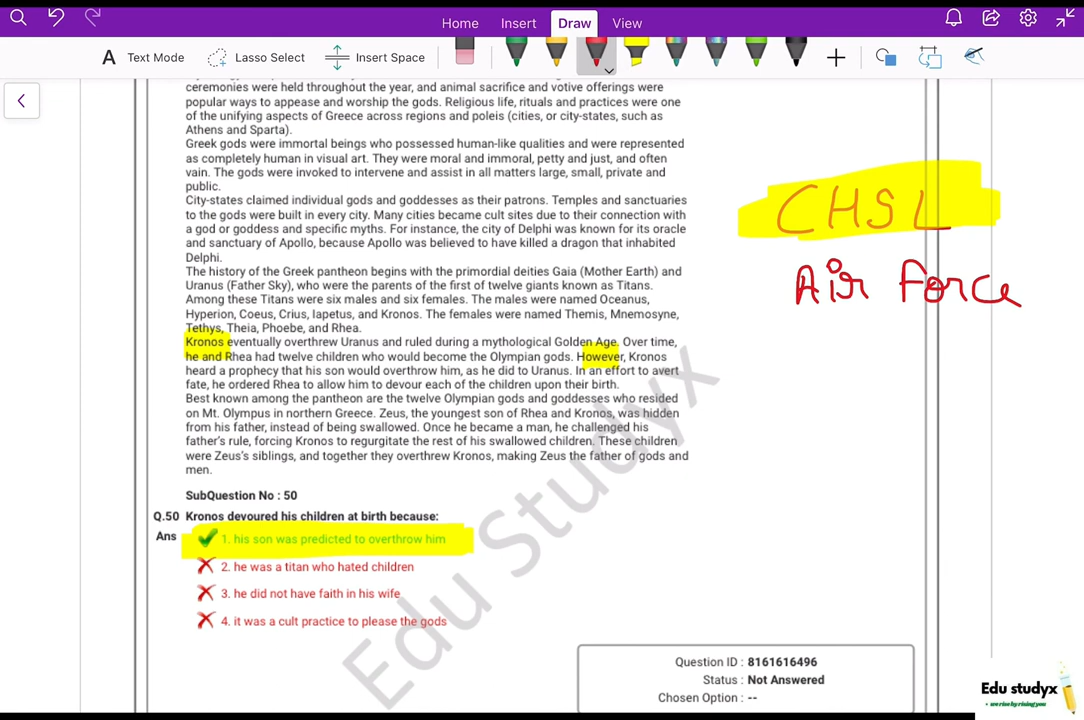 Home Insert Draw View
Text Mode Lasso Select Insert Space
ceremonies were held throughout the year, and animal sacrifice and votive offerings were
popular ways to appease and worship the gods. Religious life, rituals and practices were one
of the unifying aspects of Greece across regions and poleis (cities, or city-states, such as
Athens and Sparta).
Greek gods were immortal beings who possessed human-like qualities and were represented
as completely human in visual art. They were moral and immoral, petty and just, and often
vain. The gods were invoked to intervene and assist in all matters large, small, private and
public.
City-states claimed individual gods and goddesses as their patrons. Temples and sanctuaries
to the gods were built in every city. Many cities became cult sites due to their connection with
a god or goddess and specific myths. For instance, the city of Delphi was known for its oracle
and sanctuary of Apollo, because Apollo was believed to have killed a dragon that inhabited
Delphi.
The history of the Greek pantheon begins with the primordial deities Gaia (Mother Earth) and
Uranus (Father Sky), who were the parents of the first of twelve giants known as Titans.
Among these Titans were six males and six females. The males were named Oceanus,
Hyperion, Coeus, Crius, Iapetus, and Kronos. The females were named Themis, Mnemosyne,
Tethys, Theia, Phoebe, and Rhea.
Kronos eventually overthrew Uranus and ruled during a mythological Golden Age. Over time,
he and Rhea had twelve children who would become the Olympian gods. However, Kronos
heard a prophecy that his son would overthrow him, as he did to Uranus. In an effort to avert
fate, he ordered Rhea to allow him to devour each of the children upon their birth.
Best known among the pantheon are the twelve Olympian gods and goddesses who resided
on Mt. Olympus in northern Greece. Zeus, the youngest son of Rhea and Kronos, was hidden
from his father, instead of being swallowed. Once he became a man, he challenged his
father's rule, forcing Kronos to regurgitate the rest of his swallowed children. These children
were Zeus's siblings, and together they overthrew Kronos, making Zeus the father of gods and
men.
SubQuestion No : 50
Q.50 Kronos devoured his children at birth because:
Ans 1. his son was predicted to overthrow him
2. he was a titan who hated children
3. he did not have faith in his wife
4. it was a cult practice to please the gods
Question ID : 8161616496
Status : Not Answered
Chosen Option : --
CHSL
Air Force
Edu Studyx
Edu studyx
we rise by rising you